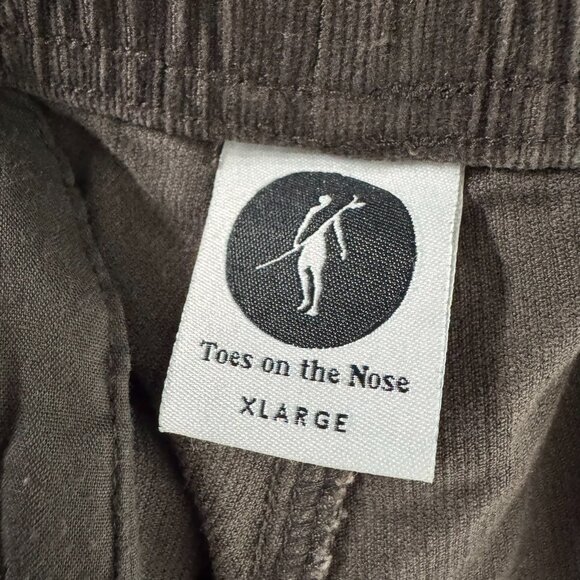 Toes on the Nose
XLARGE